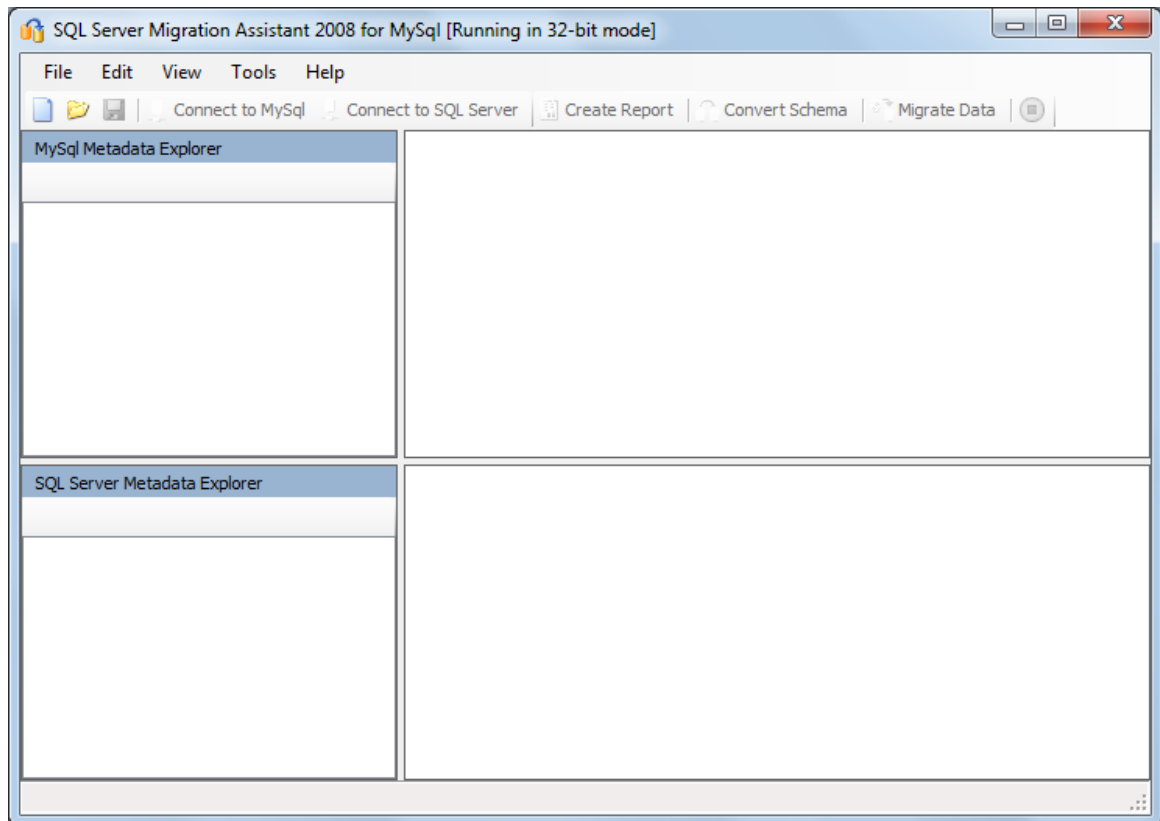 SQL Server Migration Assistant 2008 for MySql [Running in 32-bit mode]
File Edit View Tools Help
Connect to MySql Connect to SQL Server Create Report Convert Schema Migrate Data
MySql Metadata Explorer
SQL Server Metadata Explorer